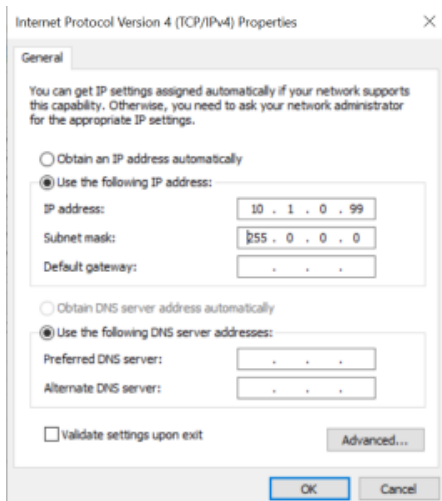 Internet Protocol Version 4 (TCP/IPv4) Properties
General
You can get IP settings assigned automatically if your network supports
this capability. Otherwise, you need to ask your network administrator
for the appropriate IP settings.
Obtain an IP address automatically
Use the following IP address:
IP address: 10 . 1 . 0 . 99
Subnet mask: 255 . 0 . 0 . 0
Default gateway: . . .
Obtain DNS server address automatically
Use the following DNS server addresses:
Preferred DNS server: . . .
Alternate DNS server: . . .
Validate settings upon exit
Advanced...
OK Cancel